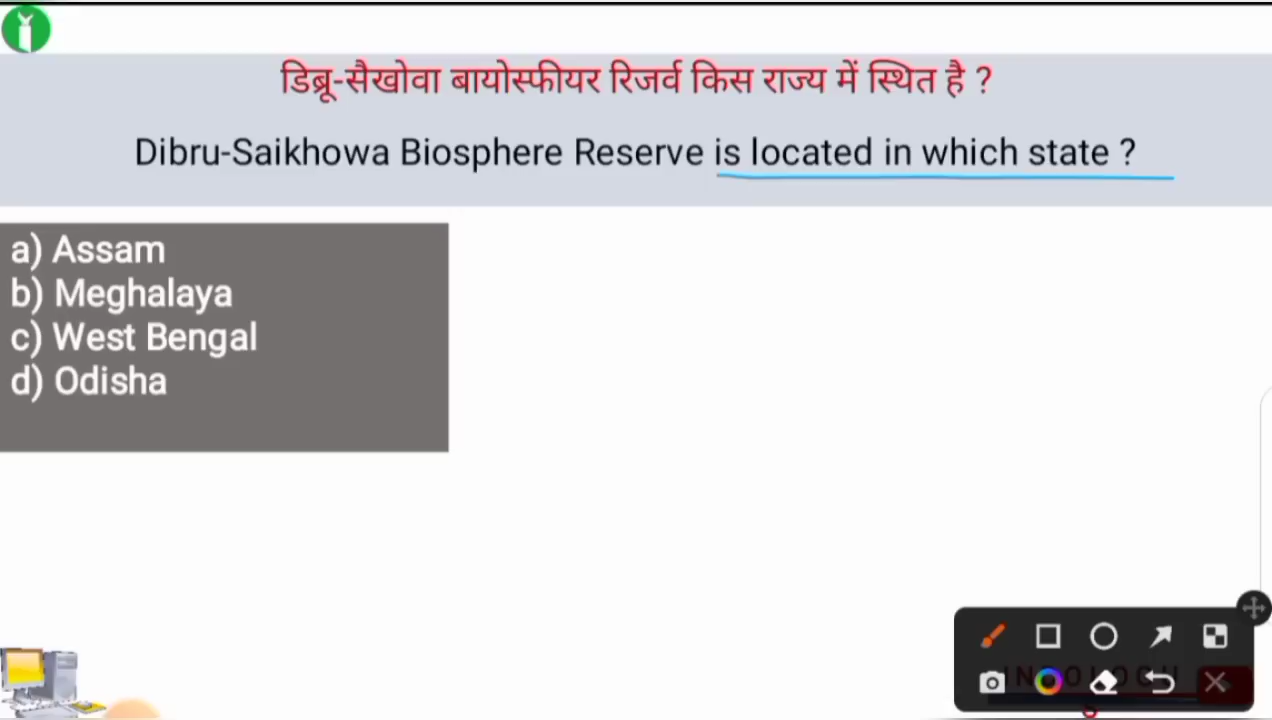 डिब्रू-सैखोवा बायोस्फीयर रिजर्व किस राज्य में स्थित है ?
Dibru-Saikhowa Biosphere Reserve is located in which state ?
a) Assam
b) Meghalaya
c) West Bengal
d) Odisha